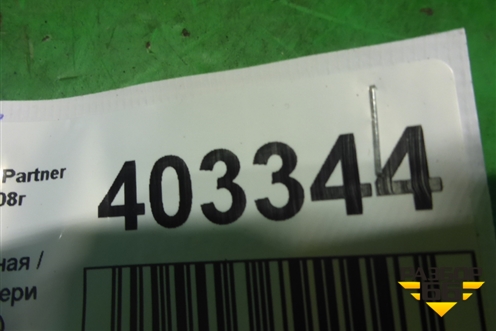 Partner
08г
403344
ная /
ери